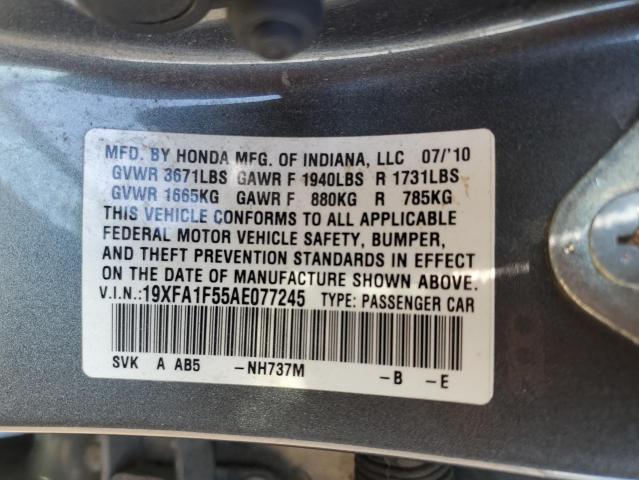 MFD. BY HONDA MFG. OF INDIANA, LLC 07/'10
GVWR 3671LBS GAWR F 1940LBS R 1731LBS
GVWR 1665KG GAWR F 880KG R 785KG
THIS VEHICLE CONFORMS TO ALL APPLICABLE
FEDERAL MOTOR VEHICLE SAFETY, BUMPER,
AND THEFT PREVENTION STANDARDS IN EFFECT
ON THE DATE OF MANUFACTURE SHOWN ABOVE.
V.I.N.:19XFA1F55AE077245 TYPE: PASSENGER CAR
SVK A AB5 -NH737M -B -E